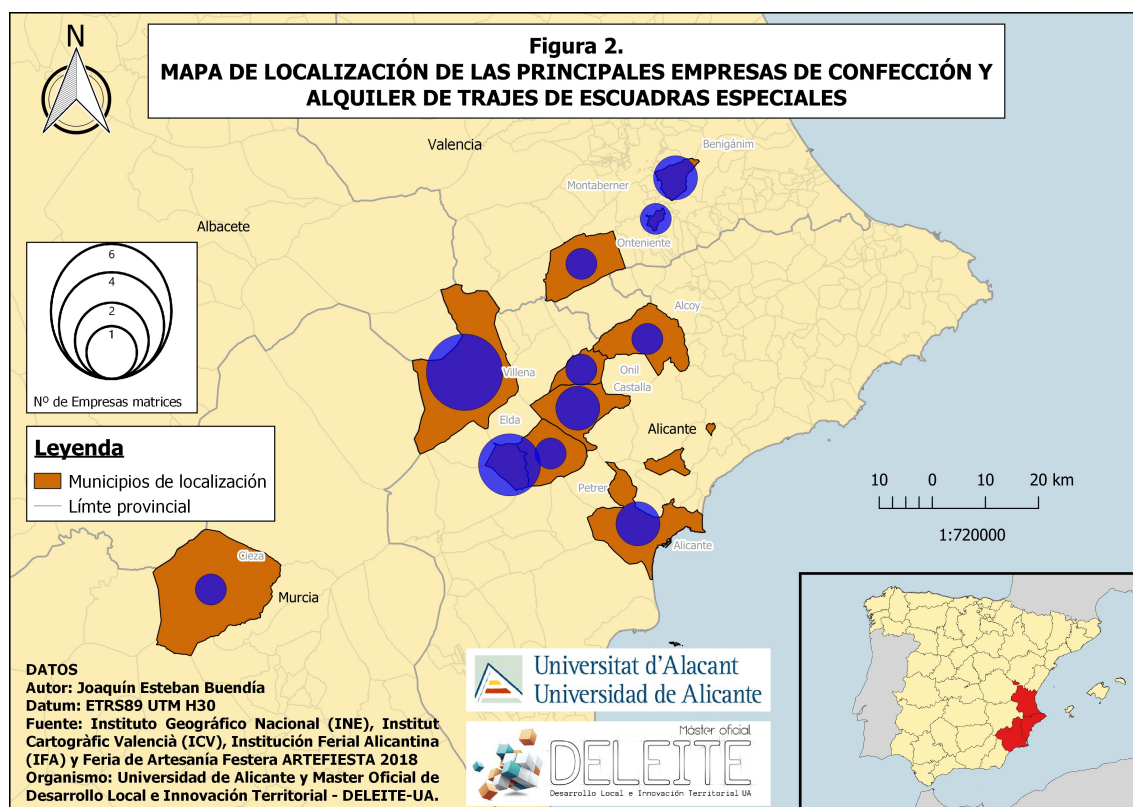 N
Figura 2.
MAPA DE LOCALIZACIÓN DE LAS PRINCIPALES EMPRESAS DE CONFECCIÓN Y
ALQUILER DE TRAJES DE ESCUADRAS ESPECIALES
Valencia
Benigánim
Montaberner
Albacete
Onteniente
6
4
2
1
Nº de Empresas matrices
Alcoy
Villena
Onil
Castalla
Elda
Alicante
Leyenda
Municipios de localización
Límte provincial
Petrer
10 0 10 20 km
1:720000
Alicante
Cieza
Murcia
DATOS
Autor: Joaquín Esteban Buendía
Datum: ETRS89 UTM H30
Fuente: Instituto Geográfico Nacional (INE), Institut
Cartogràfic Valencià (ICV), Institución Ferial Alicantina
(IFA) y Feria de Artesanía Festera ARTEFIESTA 2018
Organismo: Universidad de Alicante y Master Oficial de
Desarrollo Local e Innovación Territorial - DELEITE-UA.
Universitat d'Alacant
Universidad de Alicante
Máster oficial
DELEITE
Desarrollo Local e Innovación Territorial UA